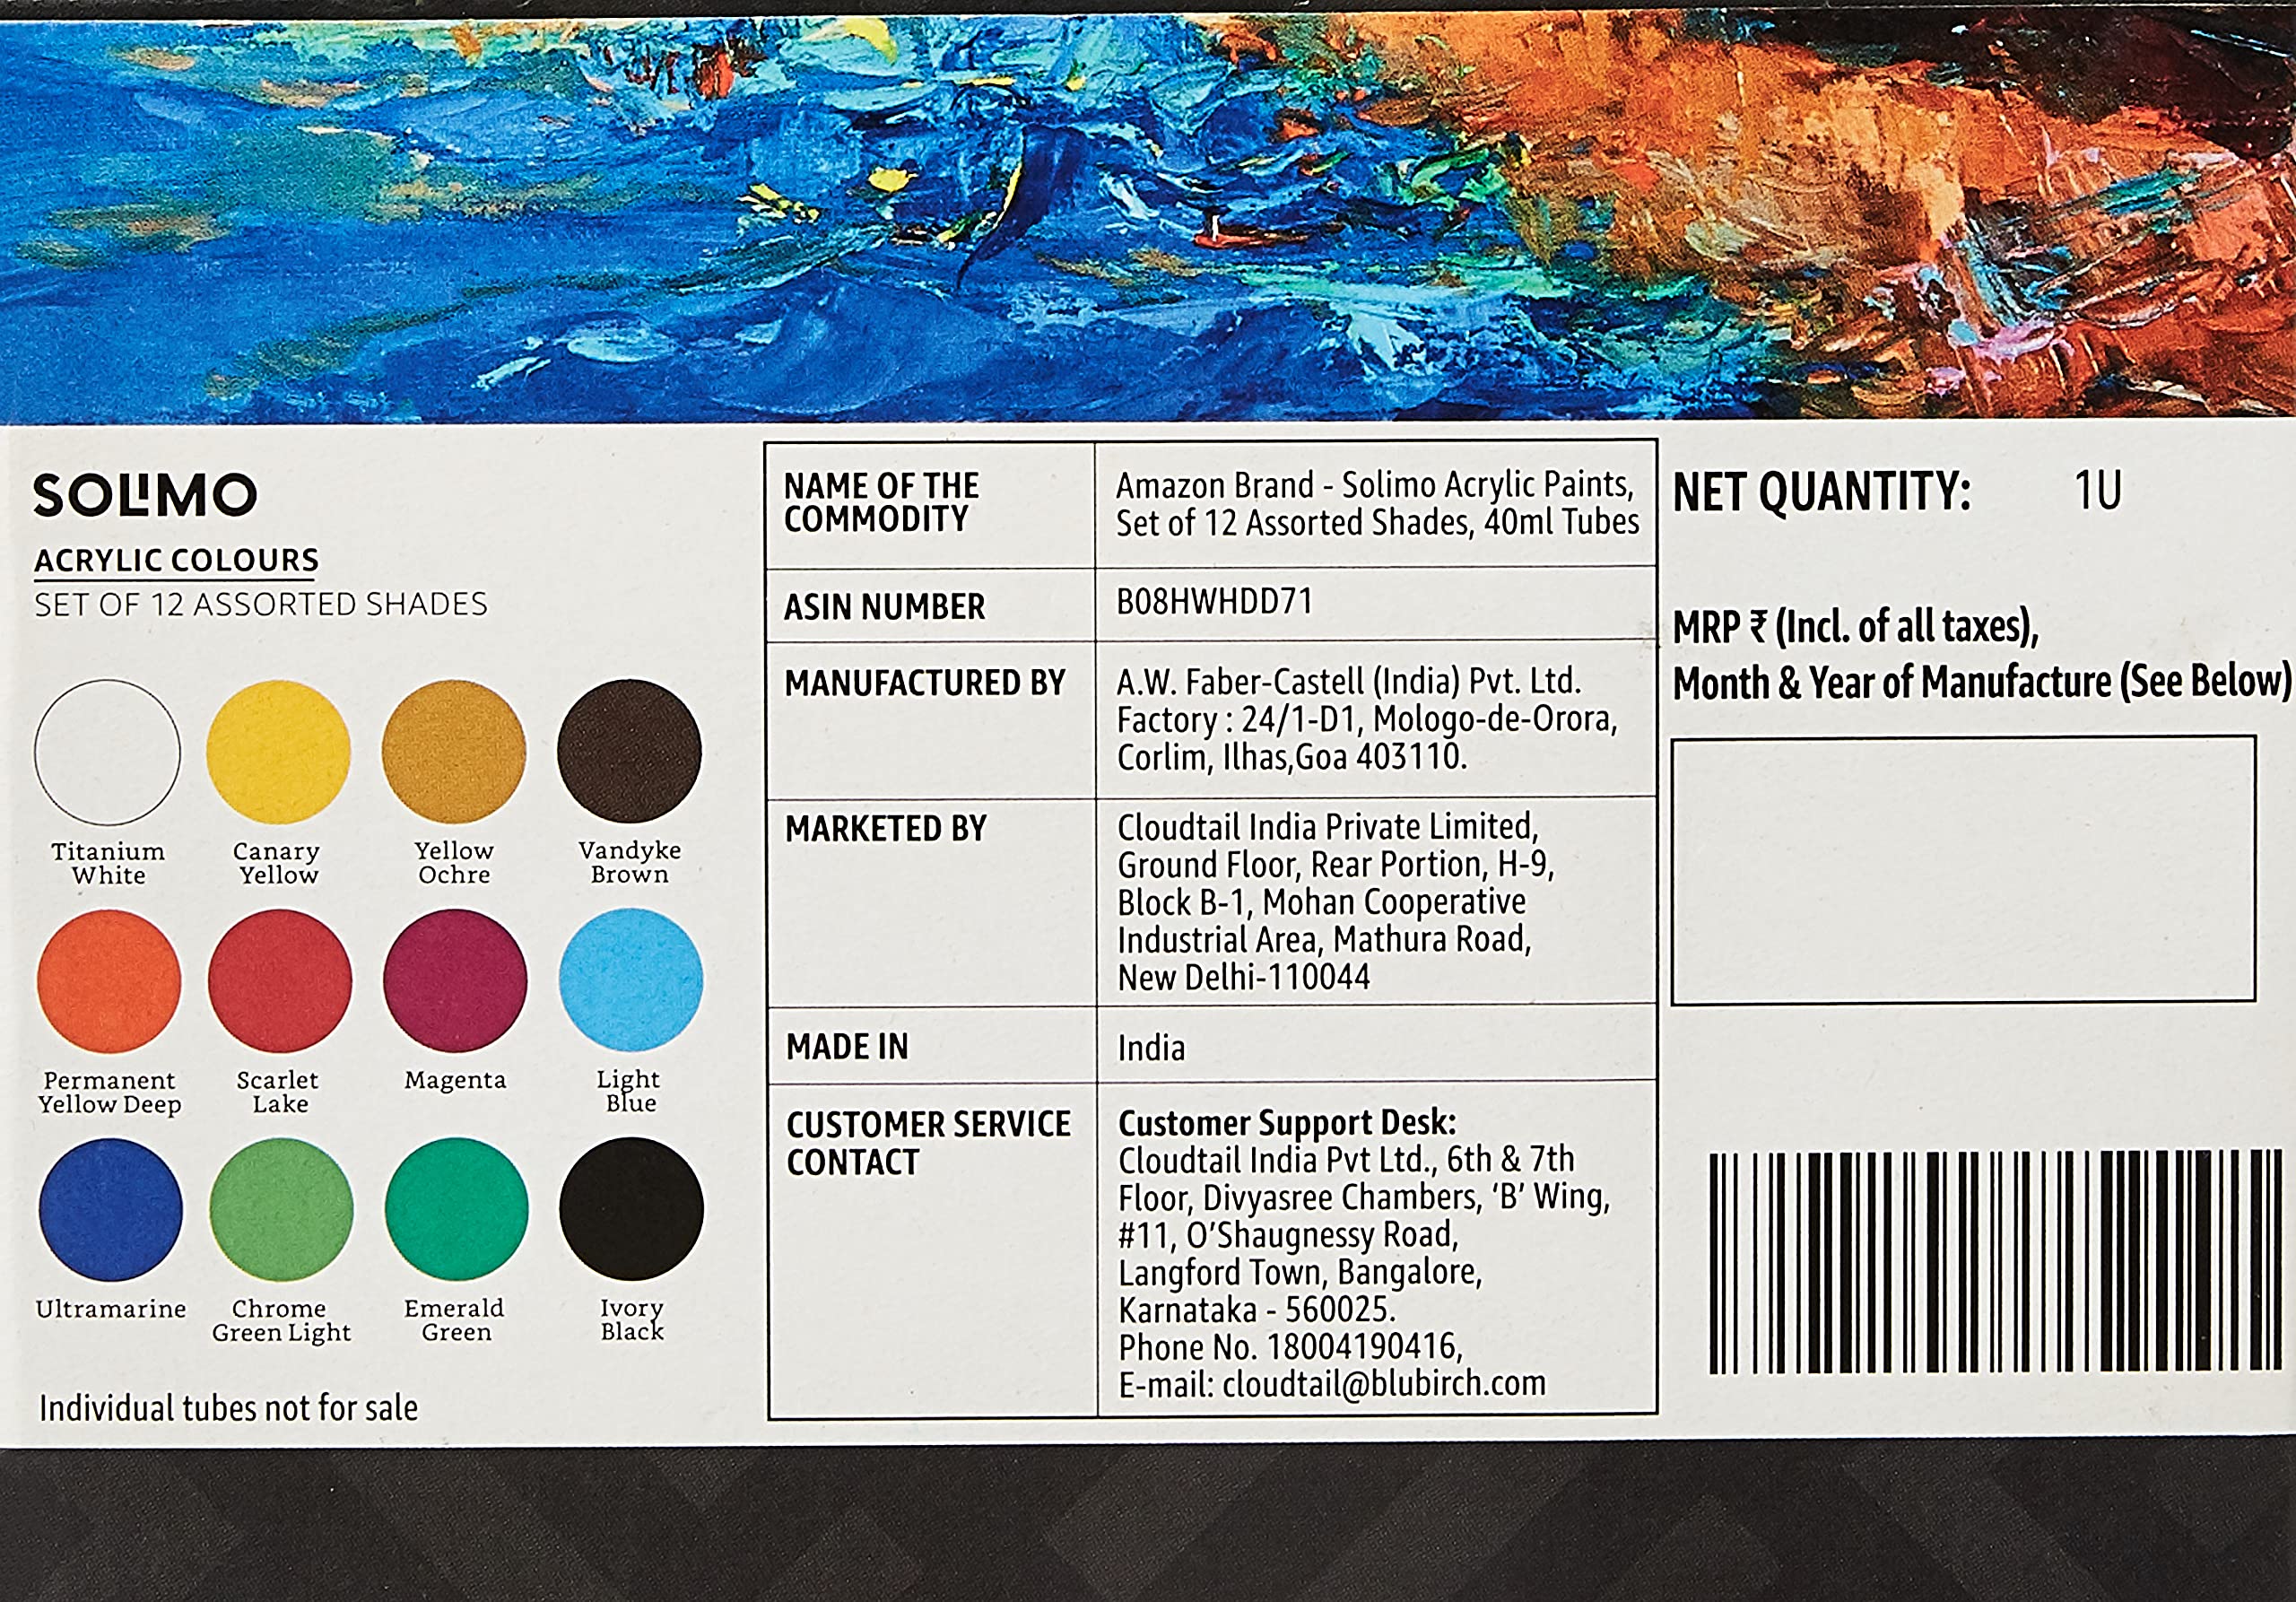 SOLIMO
ACRYLIC COLOURS
SET OF 12 ASSORTED SHADES
Titanium
White
Canary
Yellow
Yellow
Ochre
Vandyke
Brown
Permanent
Yellow Deep
Scarlet
Lake
Magenta
Light
Blue
Ultramarine
Chrome
Green Light
Emerald
Green
Ivory
Black
Individual tubes not for sale
NAME OF THE
COMMODITY
Amazon Brand - Solimo Acrylic Paints,
Set of 12 Assorted Shades, 40ml Tubes
ASIN NUMBER
B08HWHDD71
MANUFACTURED BY
A.W. Faber-Castell (India) Pvt. Ltd.
Factory : 24/1-D1, Mologo-de-Orora,
Corlim, Ilhas,Goa 403110.
MARKETED BY
Cloudtail India Private Limited,
Ground Floor, Rear Portion, H-9,
Block B-1, Mohan Cooperative
Industrial Area, Mathura Road,
New Delhi-110044
MADE IN
India
CUSTOMER SERVICE
CONTACT
Customer Support Desk:
Cloudtail India Pvt Ltd., 6th & 7th
Floor, Divyasree Chambers, ‘B’ Wing,
#11, O’Shaugnessy Road,
Langford Town, Bangalore,
Karnataka - 560025.
Phone No. 18004190416,
E-mail: cloudtail@blubirch.com
NET QUANTITY: 1U
MRP ₹ (Incl. of all taxes),
Month & Year of Manufacture (See Below)